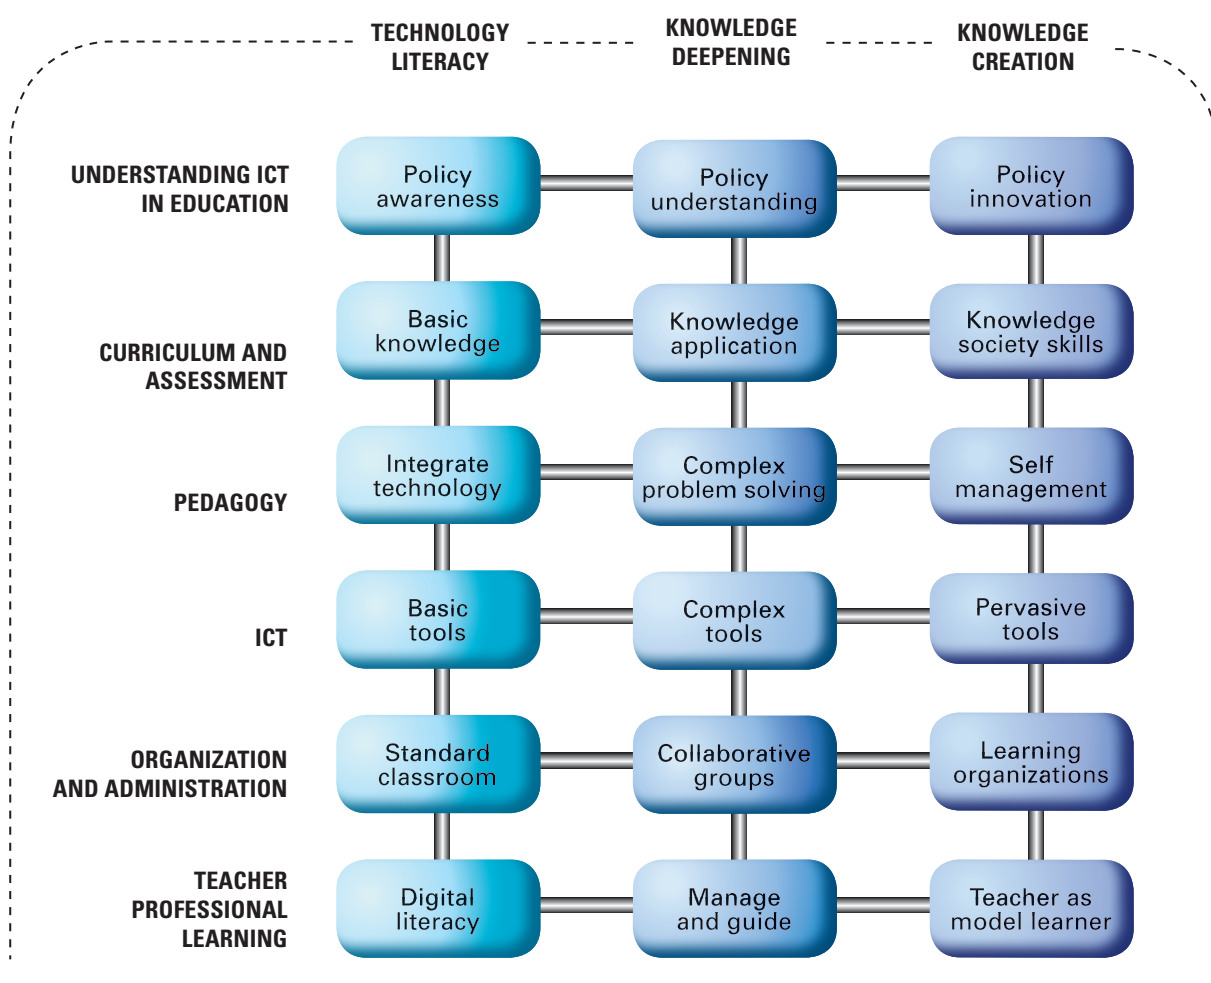 TECHNOLOGY
LITERACY
KNOWLEDGE
DEEPENING
KNOWLEDGE
CREATION
UNDERSTANDING ICT
IN EDUCATION
Policy
awareness
Policy
understanding
Policy
innovation
CURRICULUM AND
ASSESSMENT
Basic
knowledge
Knowledge
application
Knowledge
society skills
PEDAGOGY
Integrate
technology
Complex
problem solving
Self
management
ICT
Basic
tools
Complex
tools
Pervasive
tools
ORGANIZATION
AND ADMINISTRATION
Standard
classroom
Collaborative
groups
Learning
organizations
TEACHER
PROFESSIONAL
LEARNING
Digital
literacy
Manage
and guide
Teacher as
model learner